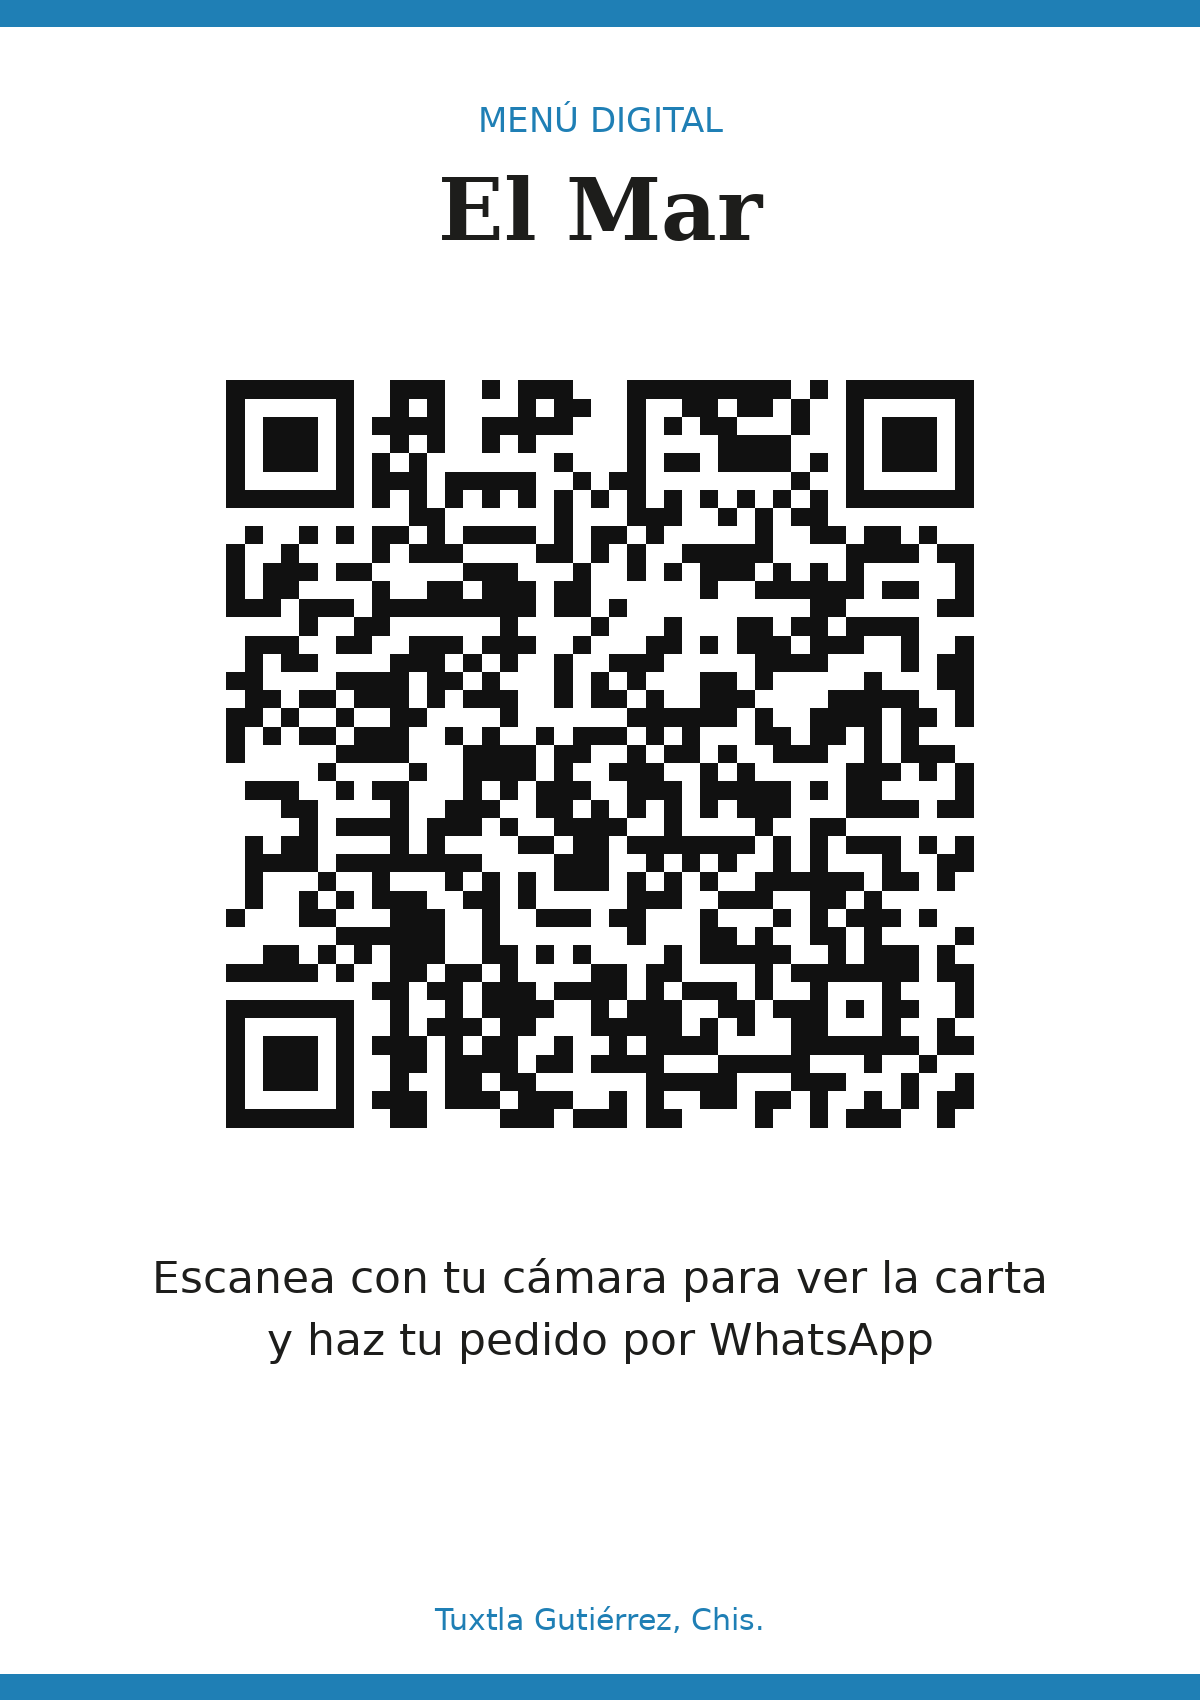 MENÚ DIGITAL
El Mar
Escanea con tu cámara para ver la carta
y haz tu pedido por WhatsApp
Tuxtla Gutiérrez, Chis.